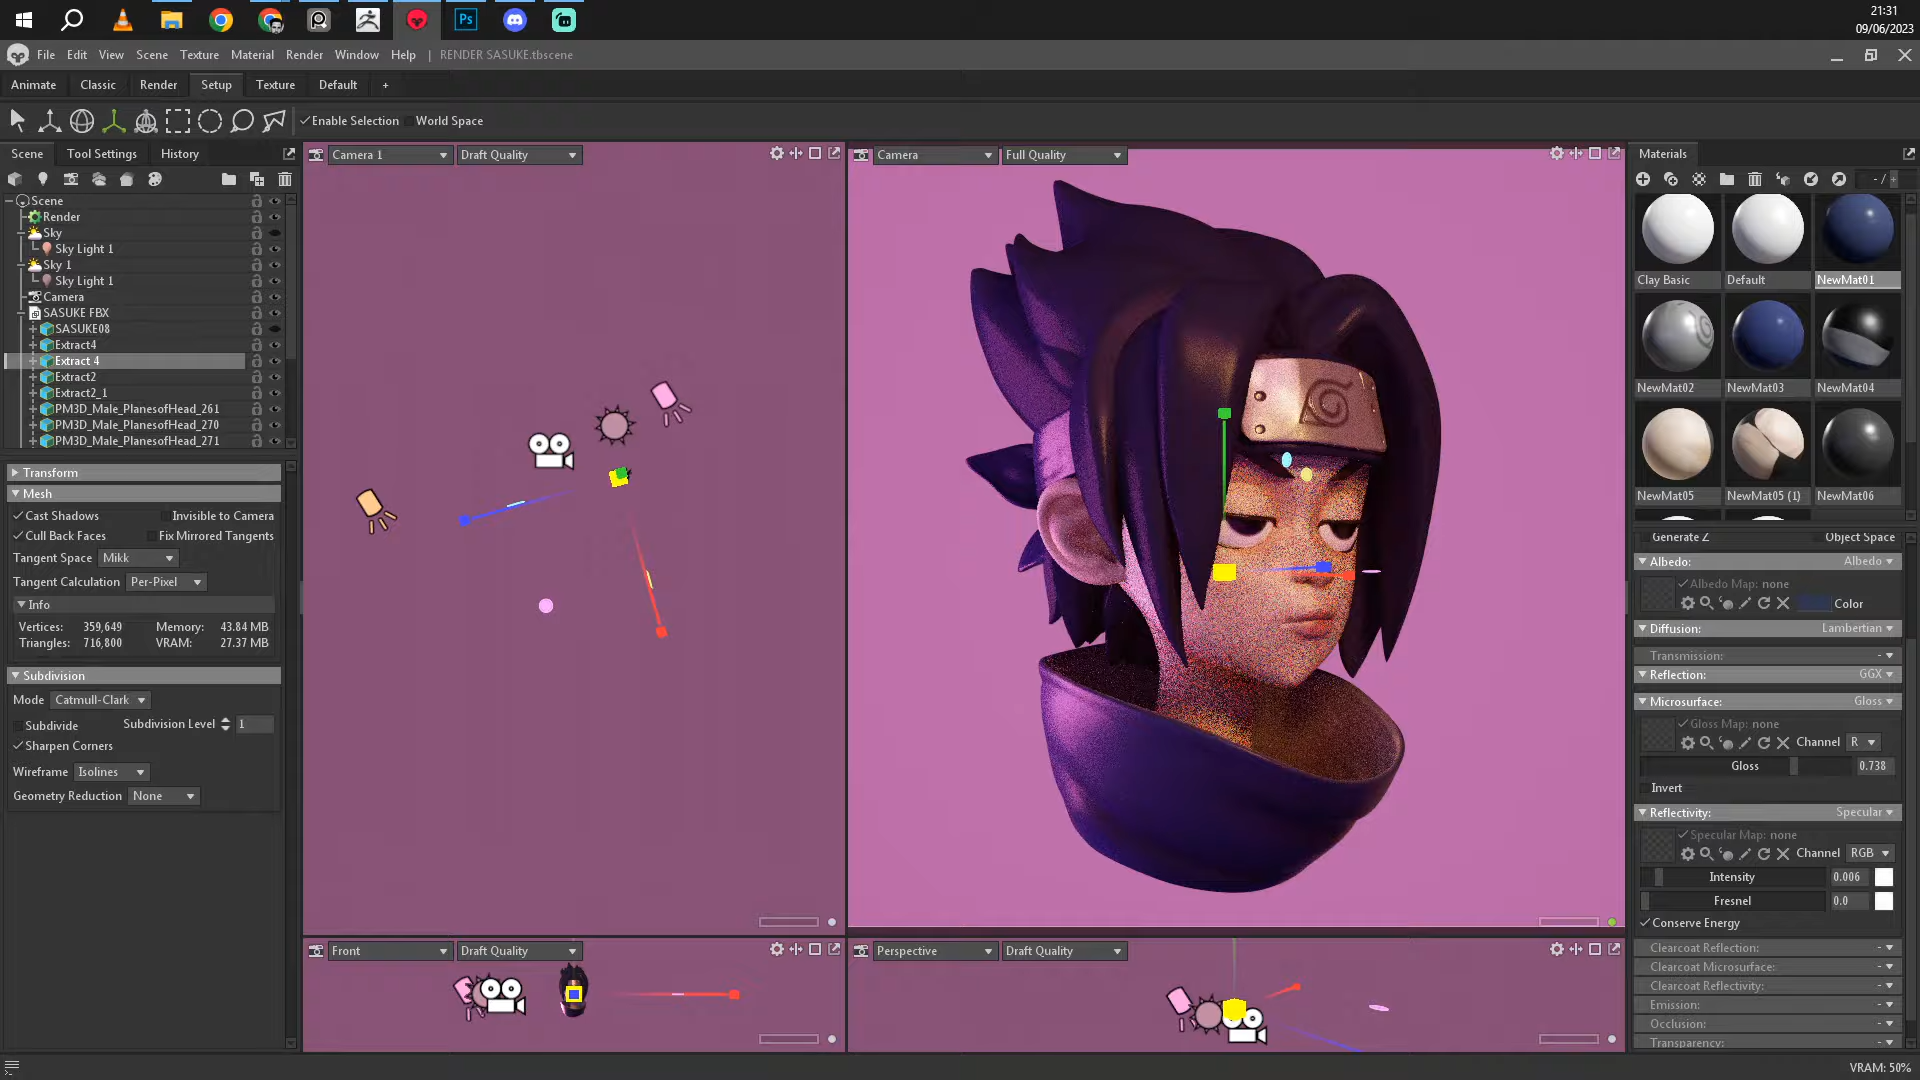 Ps
21:31
09/06/2023
File Edit View Scene Texture Material Render Window Help | RENDER SASUKE.tbscene
Animate Classic Render Setup Texture Default +
Enable Selection World Space
Scene Tool Settings History
Camera 1 Draft Quality
Camera Full Quality
Materials
- /
Scene
Render
Sky
Sky Light 1
Sky 1
Sky Light 1
Camera
SASUKE FBX
SASUKE08
Extract4
Extract 4
Extract2
Extract2_1
PM3D_Male_PlanesofHead_261
PM3D_Male_PlanesofHead_270
PM3D_Male_PlanesofHead_271
Transform
Mesh
Cast Shadows Invisible to Camera
Cull Back Faces Fix Mirrored Tangents
Tangent Space Mikk
Tangent Calculation Per-Pixel
Info
Vertices: 359,649 Memory: 43.84 MB
Triangles: 716,800 VRAM: 27.37 MB
Subdivision
Mode Catmull-Clark
Subdivide Subdivision Level 1
Sharpen Corners
Wireframe Isolines
Geometry Reduction None
Front Draft Quality
Perspective Draft Quality
Clay Basic Default NewMat01
NewMat02 NewMat03 NewMat04
NewMat05 NewMat05 (1) NewMat06
Generate Z Object Space
Albedo: Albedo
Albedo Map: none
Color
Diffusion: Lambertian
Transmission: -
Reflection: GGX
Microsurface: Gloss
Gloss Map: none
Channel R
Gloss 0.738
Invert
Reflectivity: Specular
Specular Map: none
Channel RGB
Intensity 0.006
Fresnel 0.0
Conserve Energy
Clearcoat Reflection: -
Clearcoat Microsurface: -
Clearcoat Reflectivity: -
Emission: -
Occlusion: -
Transparency: -
VRAM: 50%